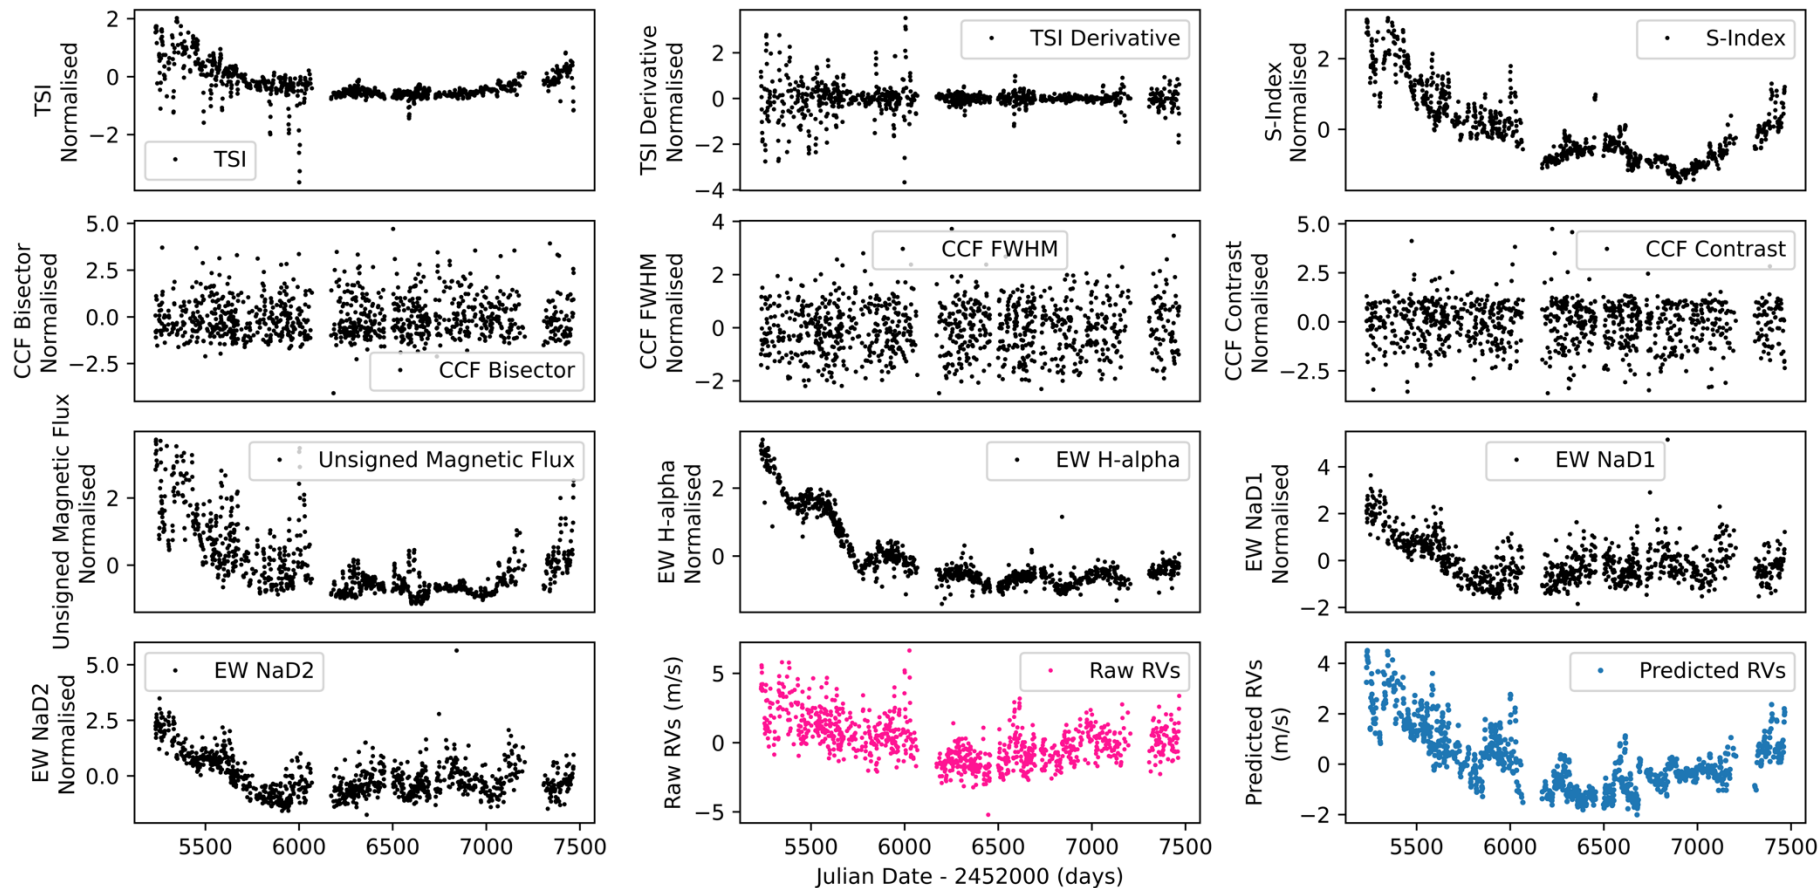 TSI
Normalised
2
0
−2
TSI
TSI Derivative
Normalised
2
0
−2
−4
TSI Derivative
S-Index
Normalised
2
0
S-Index
CCF Bisector
Normalised
5.0
2.5
0.0
−2.5
CCF Bisector
CCF FWHM
Normalised
4
2
0
−2
CCF FWHM
CCF Contrast
Normalised
5.0
2.5
0.0
−2.5
CCF Contrast
Unsigned Magnetic Flux
Normalised
2
0
Unsigned Magnetic Flux
EW H-alpha
Normalised
2
0
EW H-alpha
EW NaD1
Normalised
4
2
0
−2
EW NaD1
EW NaD2
Normalised
5.0
2.5
0.0
EW NaD2
5500 6000 6500 7000 7500
Raw RVs (m/s)
5
0
−5
Raw RVs
5500 6000 6500 7000 7500
Predicted RVs
(m/s)
4
2
0
−2
Predicted RVs
5500 6000 6500 7000 7500
Julian Date - 2452000 (days)